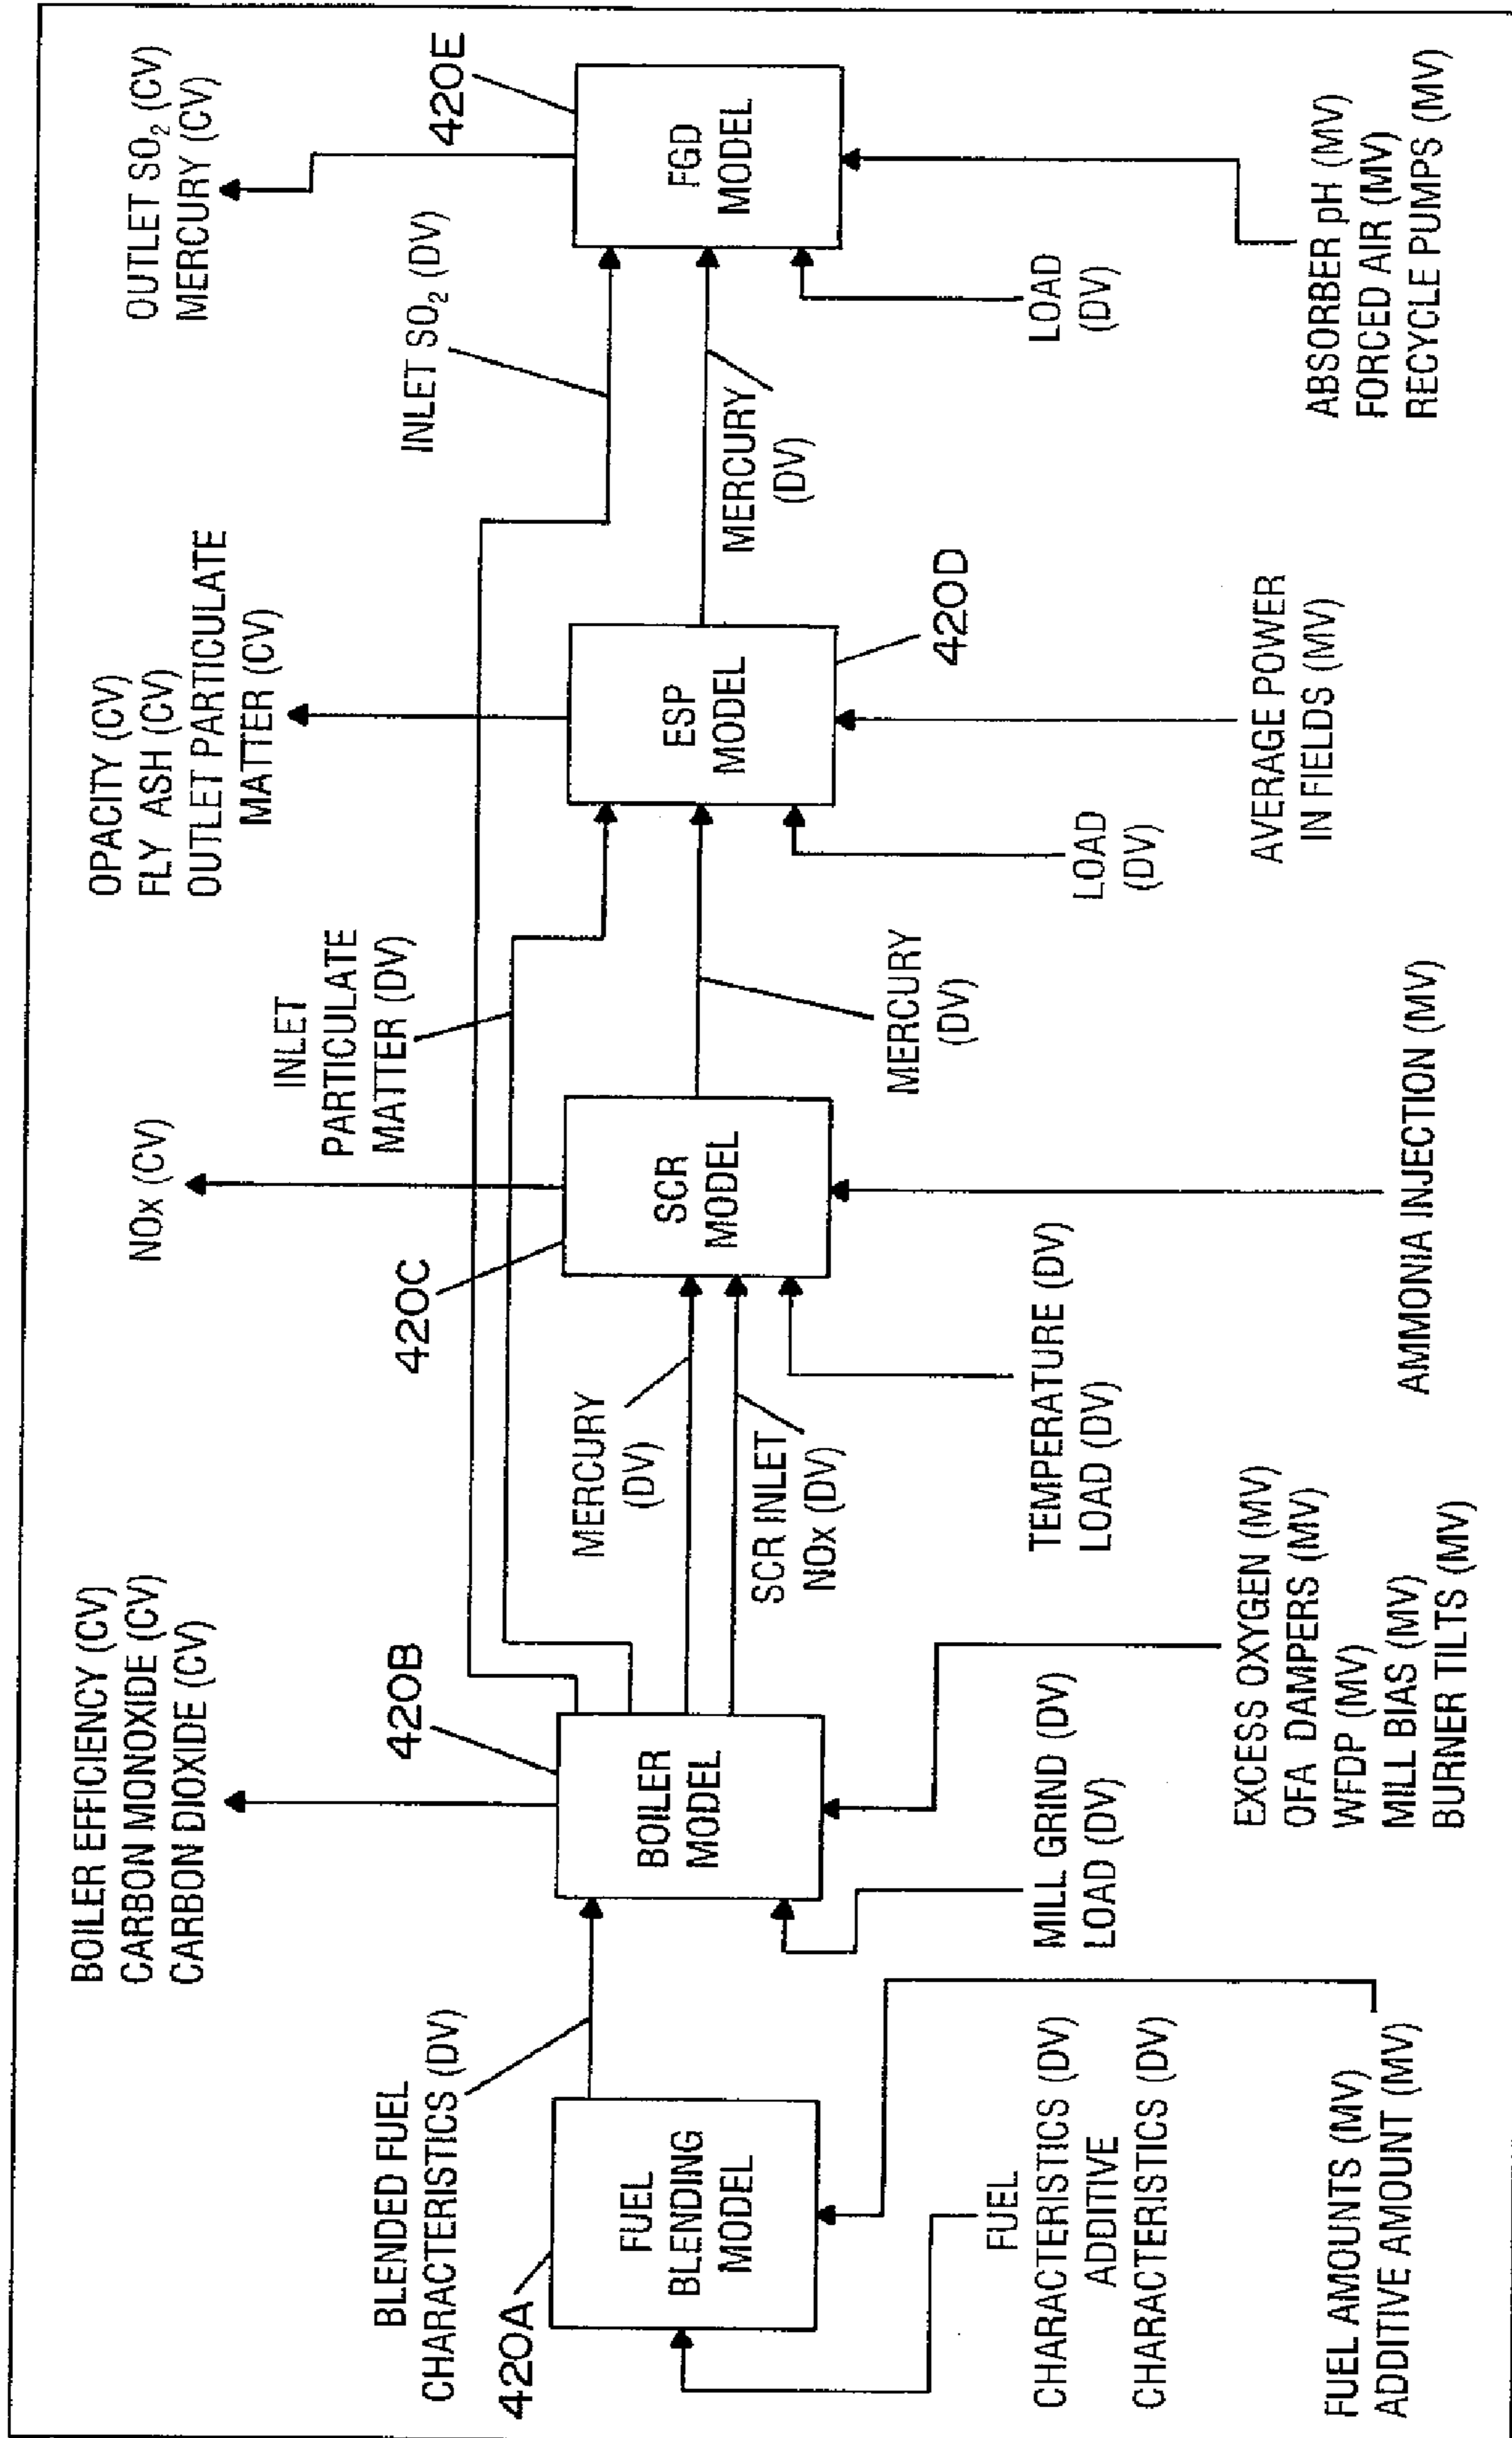 BOILER EFFICIENCY (CV)
CARBON MONOXIDE (CV)
CARBON DIOXIDE (CV)
NOx (CV)
OPACITY (CV)
FLY ASH (CV)
OUTLET PARTICULATE
MATTER (CV)
OUTLET SO₂ (CV)
MERCURY (CV)
INLET
PARTICULATE
MATTER (DV)
INLET SO₂ (DV)
BLENDED FUEL
CHARACTERISTICS (DV)
420A
FUEL
BLENDING
MODEL
420B
BOILER
MODEL
MERCURY
(DV)
SCR INLET
NOx (DV)
420C
SCR
MODEL
MERCURY
(DV)
ESP
MODEL
420D
MERCURY
(DV)
FGD
MODEL
420E
FUEL
CHARACTERISTICS (DV)
ADDITIVE
CHARACTERISTICS (DV)
MILL GRIND (DV)
LOAD (DV)
TEMPERATURE (DV)
LOAD (DV)
LOAD
(DV)
LOAD
(DV)
FUEL AMOUNTS (MV)
ADDITIVE AMOUNT (MV)
EXCESS OXYGEN (MV)
OFA DAMPERS (MV)
WFDP (MV)
MILL BIAS (MV)
BURNER TILTS (MV)
AMMONIA INJECTION (MV)
AVERAGE POWER
IN FIELDS (MV)
ABSORBER pH (MV)
FORCED AIR (MV)
RECYCLE PUMPS (MV)